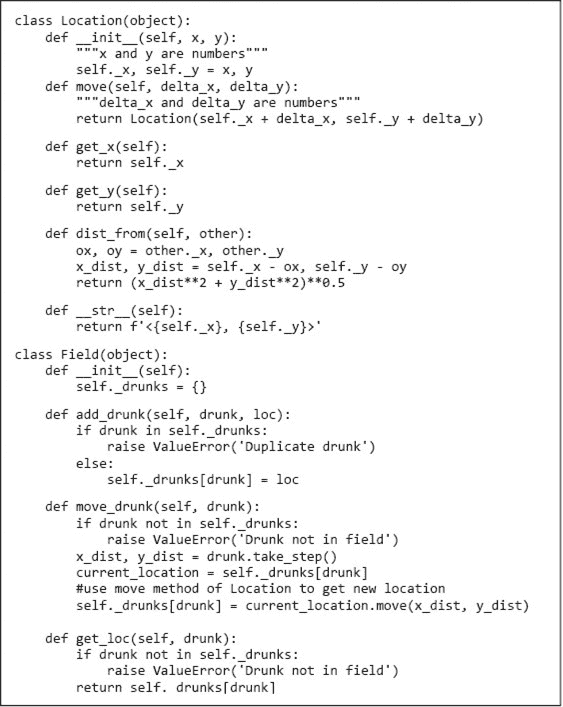 class Location(object):
    def __init__(self, x, y):
        """x and y are numbers"""
        self._x, self._y = x, y
    def move(self, delta_x, delta_y):
        """delta_x and delta_y are numbers"""
        return Location(self._x + delta_x, self._y + delta_y)
    def get_x(self):
        return self._x
    def get_y(self):
        return self._y
    def dist_from(self, other):
        ox, oy = other._x, other._y
        x_dist, y_dist = self._x - ox, self._y - oy
        return (x_dist**2 + y_dist**2)**0.5
    def __str__(self):
        return f'<{self._x}, {self._y}>'
class Field(object):
    def __init__(self):
        self._drunks = {}
    def add_drunk(self, drunk, loc):
        if drunk in self._drunks:
            raise ValueError('Duplicate drunk')
        else:
            self._drunks[drunk] = loc
    def move_drunk(self, drunk):
        if drunk not in self._drunks:
            raise ValueError('Drunk not in field')
        x_dist, y_dist = drunk.take_step()
        current_location = self._drunks[drunk]
        #use move method of Location to get new location
        self._drunks[drunk] = current_location.move(x_dist, y_dist)
    def get_loc(self, drunk):
        if drunk not in self._drunks:
            raise ValueError('Drunk not in field')
        return self._drunks[drunk]